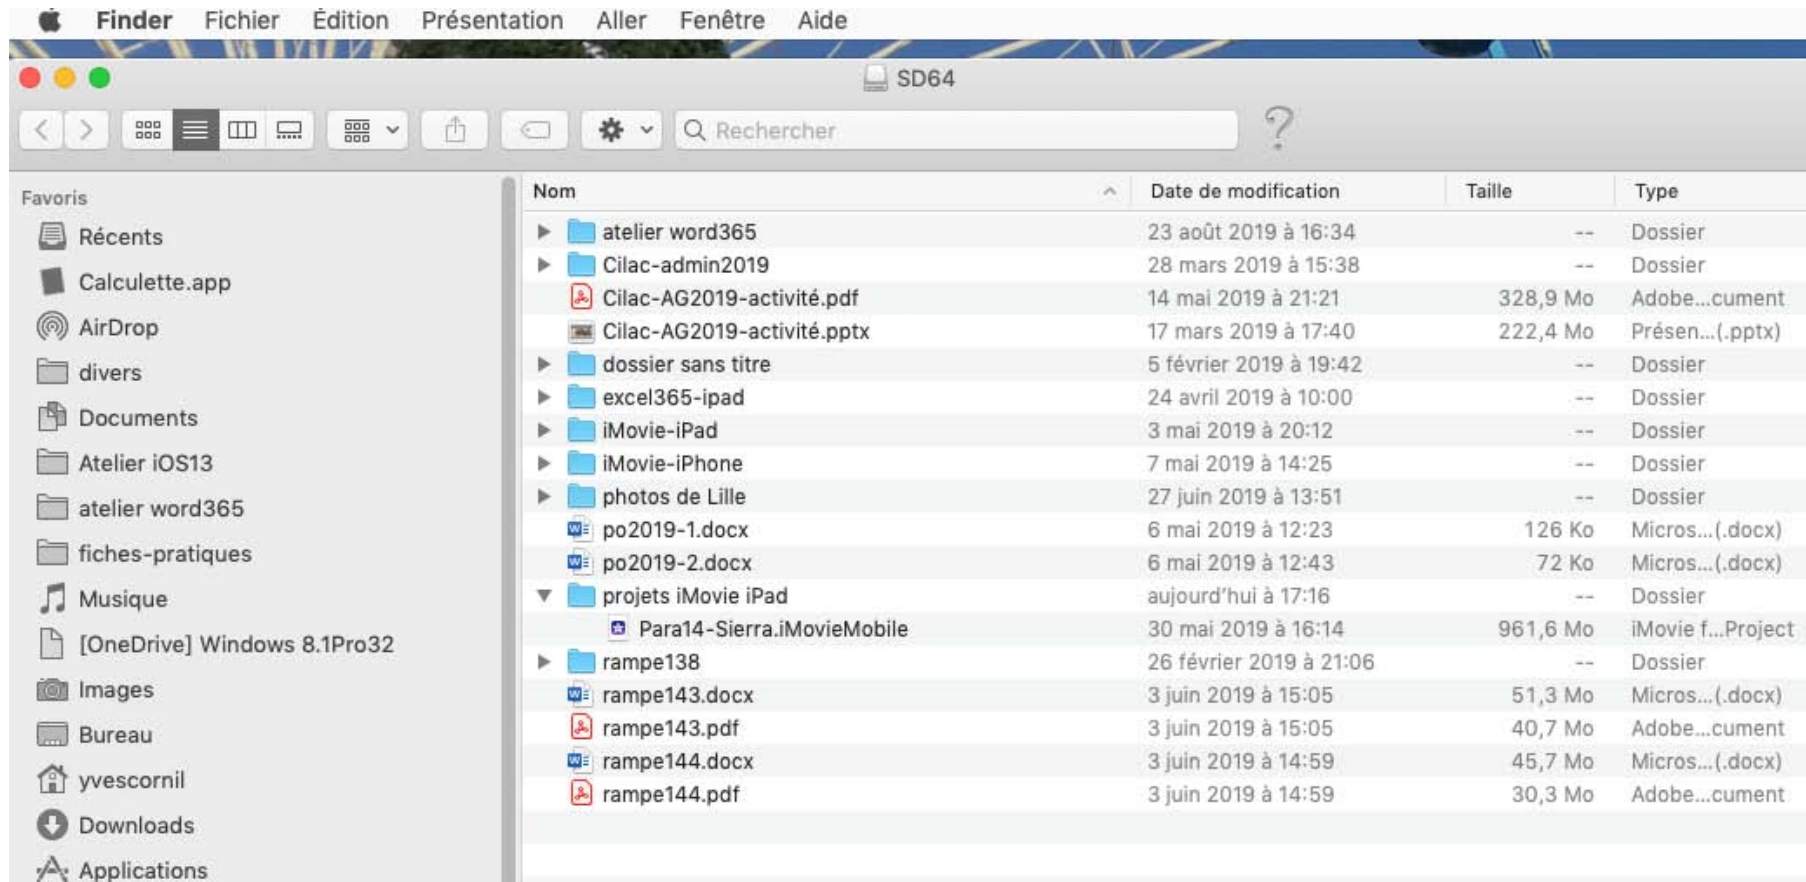 Finder Fichier Édition Présentation Aller Fenêtre Aide
SD64
Rechercher
?
Favoris
Récents
Calculette.app
AirDrop
divers
Documents
Atelier iOS13
atelier word365
fiches-pratiques
Musique
[OneDrive] Windows 8.1Pro32
Images
Bureau
yvescornil
Downloads
Applications
Nom Date de modification Taille Type
atelier word365 23 août 2019 à 16:34 -- Dossier
Cilac-admin2019 28 mars 2019 à 15:38 -- Dossier
Cilac-AG2019-activité.pdf 14 mai 2019 à 21:21 328,9 Mo Adobe...cument
Cilac-AG2019-activité.pptx 17 mars 2019 à 17:40 222,4 Mo Présen...(.pptx)
dossier sans titre 5 février 2019 à 19:42 -- Dossier
excel365-ipad 24 avril 2019 à 10:00 -- Dossier
iMovie-iPad 3 mai 2019 à 20:12 -- Dossier
iMovie-iPhone 7 mai 2019 à 14:25 -- Dossier
photos de Lille 27 juin 2019 à 13:51 -- Dossier
po2019-1.docx 6 mai 2019 à 12:23 126 Ko Micros...(.docx)
po2019-2.docx 6 mai 2019 à 12:43 72 Ko Micros...(.docx)
projets iMovie iPad aujourd'hui à 17:16 -- Dossier
Para14-Sierra.iMovieMobile 30 mai 2019 à 16:14 961,6 Mo iMovie f...Project
rampe138 26 février 2019 à 21:06 -- Dossier
rampe143.docx 3 juin 2019 à 15:05 51,3 Mo Micros...(.docx)
rampe143.pdf 3 juin 2019 à 15:05 40,7 Mo Adobe...cument
rampe144.docx 3 juin 2019 à 14:59 45,7 Mo Micros...(.docx)
rampe144.pdf 3 juin 2019 à 14:59 30,3 Mo Adobe...cument